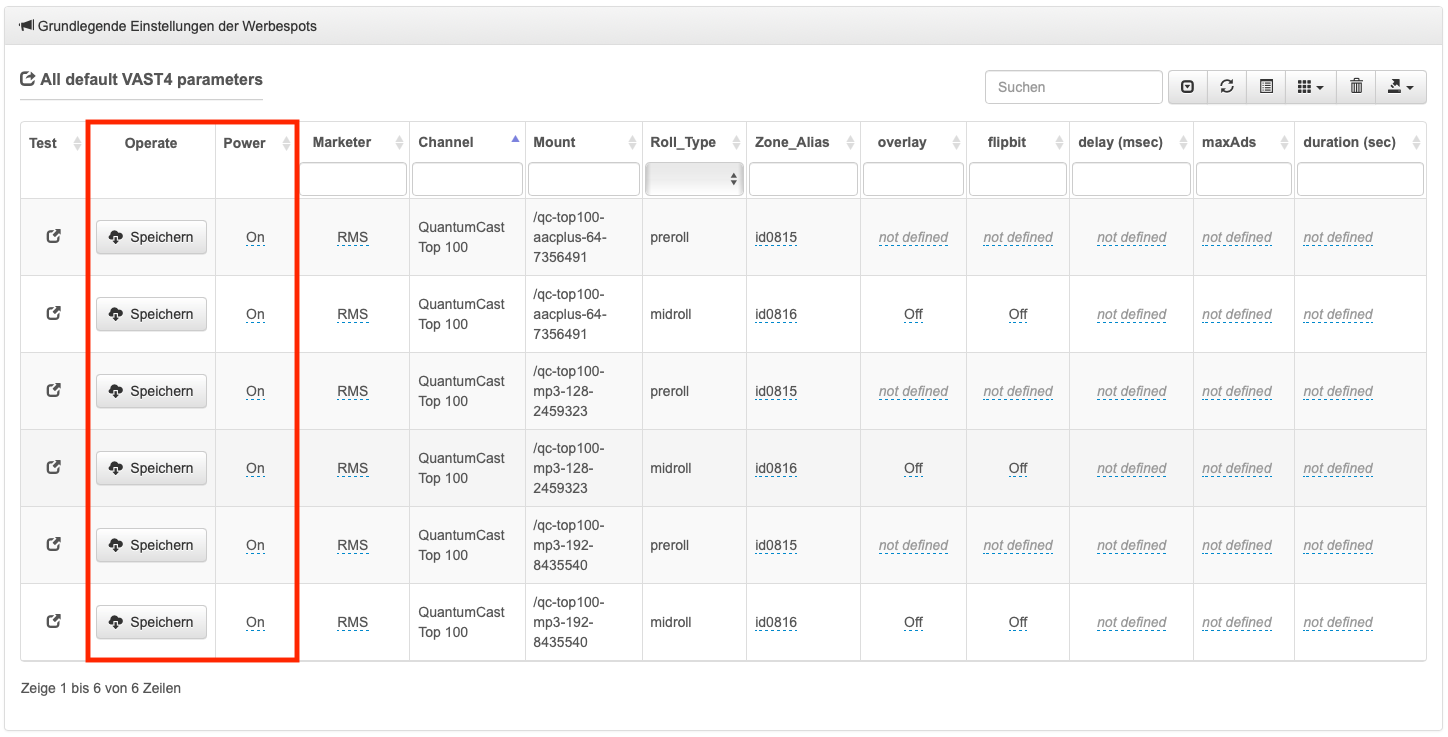 Grundlegende Einstellungen der Werbespots
All default VAST4 parameters
Suchen
Test Operate Power Marketer Channel Mount Roll_Type Zone_Alias overlay flipbit delay (msec) maxAds duration (sec)
/qc-top100-
Speichern On RMS QuantumCast aacplus-64- preroll id0815 not defined not defined not defined not defined not defined
Top 100 7356491
/qc-top100-
Speichern On RMS QuantumCast aacplus-64- midroll id0816 Off Off not defined not defined not defined
Top 100 7356491
/qc-top100-
Speichern On RMS QuantumCast mp3-128- preroll id0815 not defined not defined not defined not defined not defined
Top 100 2459323
/qc-top100-
Speichern On RMS QuantumCast mp3-128- midroll id0816 Off Off not defined not defined not defined
Top 100 2459323
/qc-top100-
Speichern On RMS QuantumCast mp3-192- preroll id0815 not defined not defined not defined not defined not defined
Top 100 8435540
/qc-top100-
Speichern On RMS QuantumCast mp3-192- midroll id0816 Off Off not defined not defined not defined
Top 100 8435540
Zeige 1 bis 6 von 6 Zeilen